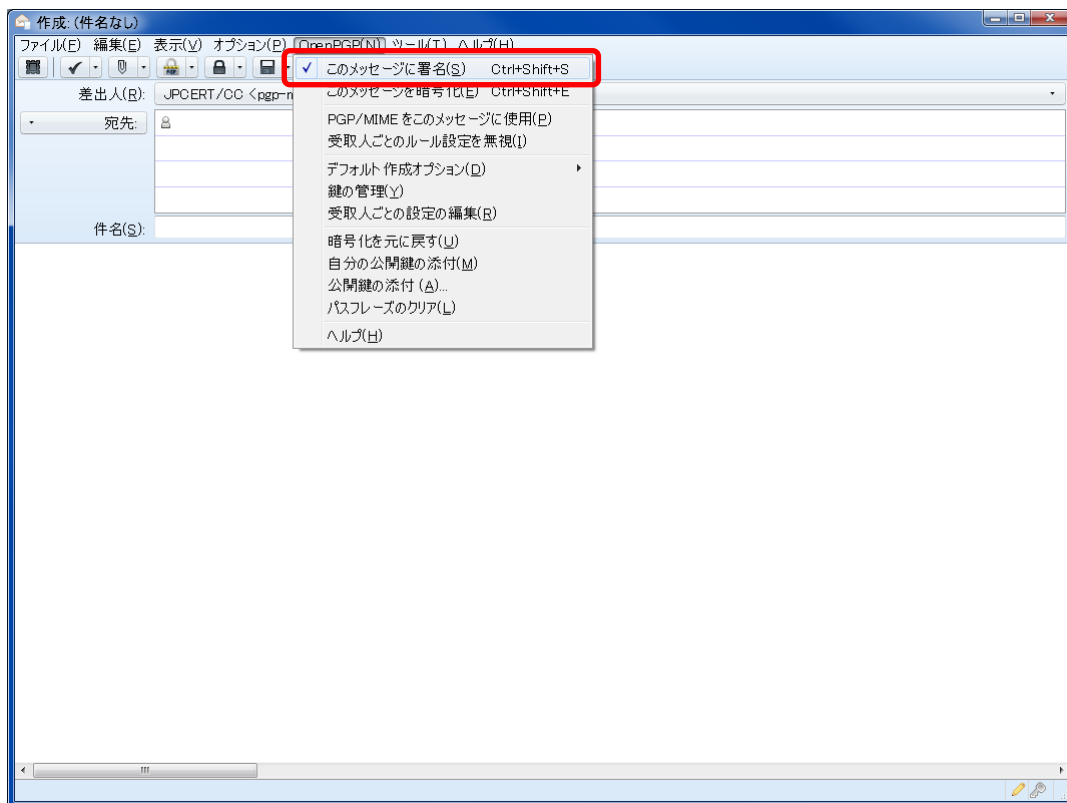 作成: (件名なし)
ファイル(F) 編集(E) 表示(V) オプション(P) OpenPGP(N) ツール(T) ヘルプ(H)
このメッセージに署名(S) Ctrl+Shift+S
差出人(R): JPCERT/CC <pgp-
このメッセージを暗号化(E) Ctrl+Shift+E
宛先:
PGP/MIME をこのメッセージに使用(P)
受取人ごとのルール設定を無視(I)
デフォルト作成オプション(D)
鍵の管理(Y)
受取人ごとの設定の編集(R)
件名(S):
暗号化を元に戻す(U)
自分の公開鍵の添付(M)
公開鍵の添付 (A)...
パスフレーズのクリア(L)
ヘルプ(H)